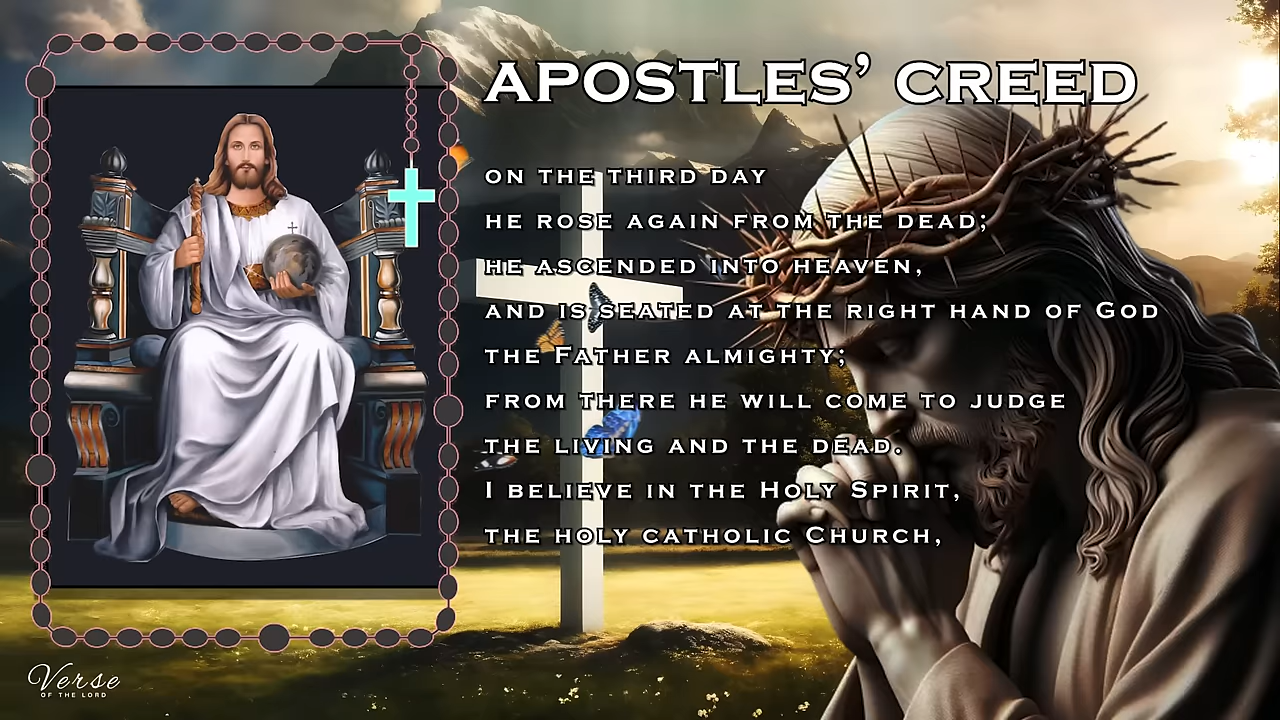 APOSTLES' CREED
ON THE THIRD DAY
HE ROSE AGAIN FROM THE DEAD;
HE ASCENDED INTO HEAVEN,
AND IS SEATED AT THE RIGHT HAND OF GOD
THE FATHER ALMIGHTY;
FROM THERE HE WILL COME TO JUDGE
THE LIVING AND THE DEAD.
I BELIEVE IN THE HOLY SPIRIT,
THE HOLY CATHOLIC CHURCH,
Verse
OF THE LORD